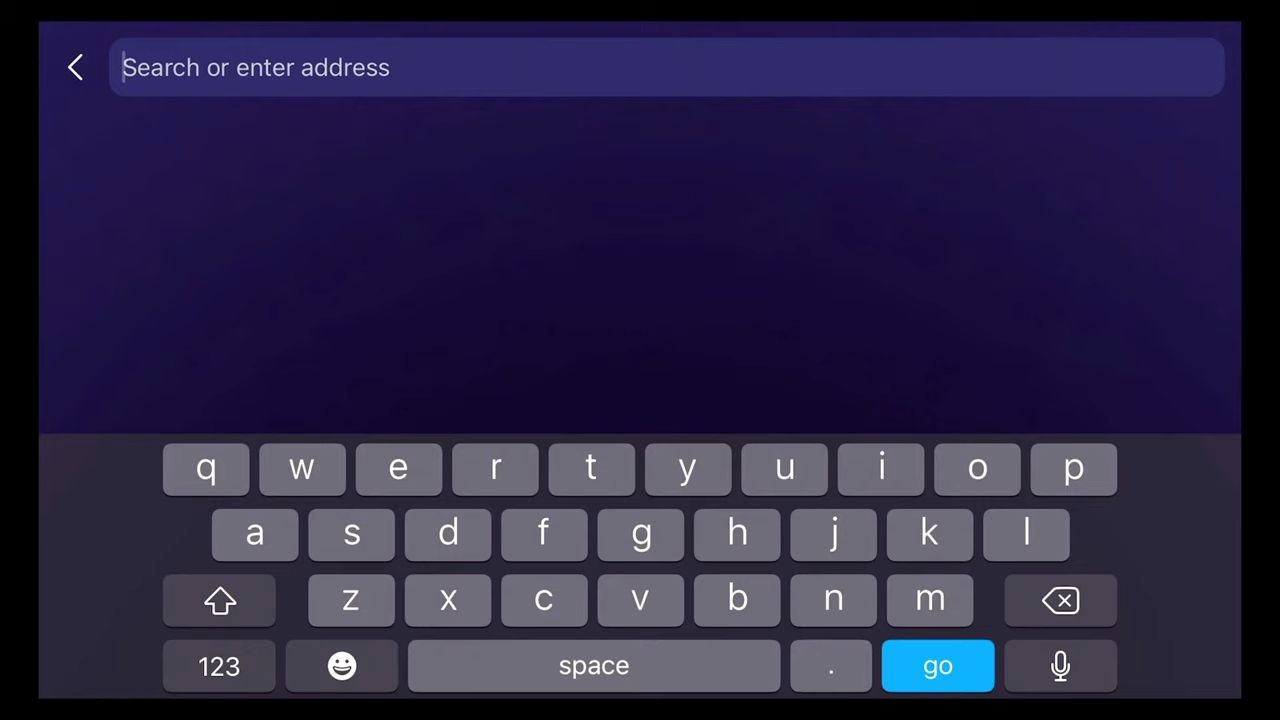 Search or enter address
q w e r t y u i o p
a s d f g h j k l
z x c v b n m
123 space . go